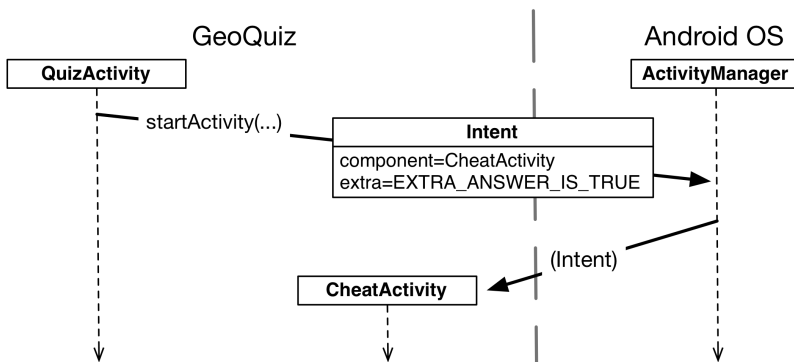 GeoQuiz
Android OS
QuizActivity
ActivityManager
startActivity(...)
Intent
component=CheatActivity
extra=EXTRA_ANSWER_IS_TRUE
(Intent)
CheatActivity